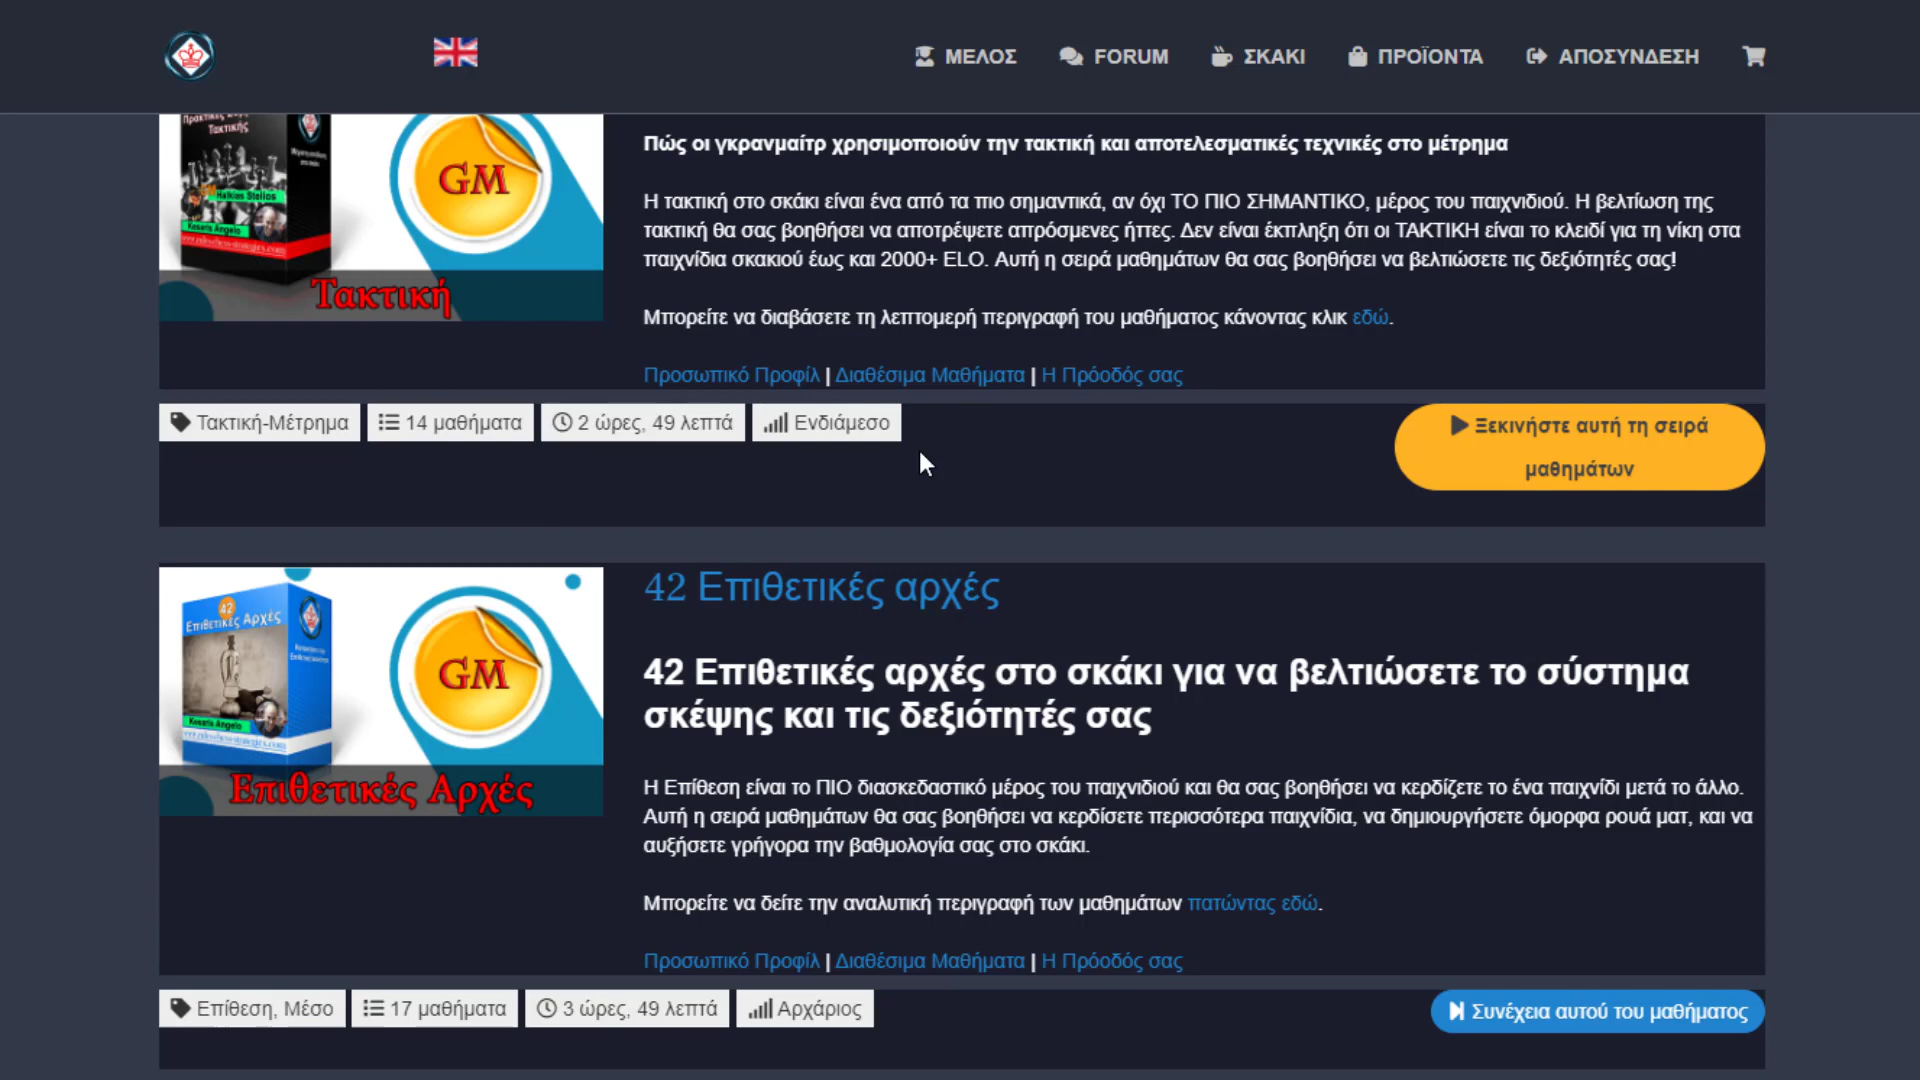 ΜΕΛΟΣ FORUM ΣΚΑΚΙ ΠΡΟΪΟΝΤΑ ΑΠΟΣΥΝΔΕΣΗ
Τακτικής
Halkias Stelios
Kesaris Angelo
GM
Τακτική
Πώς οι γκρανμαίτρ χρησιμοποιούν την τακτική και αποτελεσματικές τεχνικές στο μέτρημα
Η τακτική στο σκάκι είναι ένα από τα πιο σημαντικά, αν όχι ΤΟ ΠΙΟ ΣΗΜΑΝΤΙΚΟ, μέρος του παιχνιδιού. Η βελτίωση της
τακτική θα σας βοηθήσει να αποτρέψετε απρόσμενες ήττες. Δεν είναι έκπληξη ότι οι ΤΑΚΤΙΚΗ είναι το κλειδί για τη νίκη στα
παιχνίδια σκακιού έως και 2000+ ELO. Αυτή η σειρά μαθημάτων θα σας βοηθήσει να βελτιώσετε τις δεξιότητές σας!
Μπορείτε να διαβάσετε τη λεπτομερή περιγραφή του μαθήματος κάνοντας κλικ εδώ.
Προσωπικό Προφίλ | Διαθέσιμα Μαθήματα | Η Πρόοδός σας
Τακτική-Μέτρημα 14 μαθήματα 2 ώρες, 49 λεπτά Ενδιάμεσο
Ξεκινήστε αυτή τη σειρά
μαθημάτων
42
Επιθετικές Αρχές
Kesaris Angelo
GM
Επιθετικές Αρχές
42 Επιθετικές αρχές
42 Επιθετικές αρχές στο σκάκι για να βελτιώσετε το σύστημα
σκέψης και τις δεξιότητές σας
Η Επίθεση είναι το ΠΙΟ διασκεδαστικό μέρος του παιχνιδιού και θα σας βοηθήσει να κερδίζετε το ένα παιχνίδι μετά το άλλο.
Αυτή η σειρά μαθημάτων θα σας βοηθήσει να κερδίσετε περισσότερα παιχνίδια, να δημιουργήσετε όμορφα ρουά ματ, και να
αυξήσετε γρήγορα την βαθμολογία σας στο σκάκι.
Μπορείτε να δείτε την αναλυτική περιγραφή των μαθημάτων πατώντας εδώ.
Προσωπικό Προφίλ | Διαθέσιμα Μαθήματα | Η Πρόοδός σας
Επίθεση, Μέσο 17 μαθήματα 3 ώρες, 49 λεπτά Αρχάριος
Συνέχεια αυτού του μαθήματος